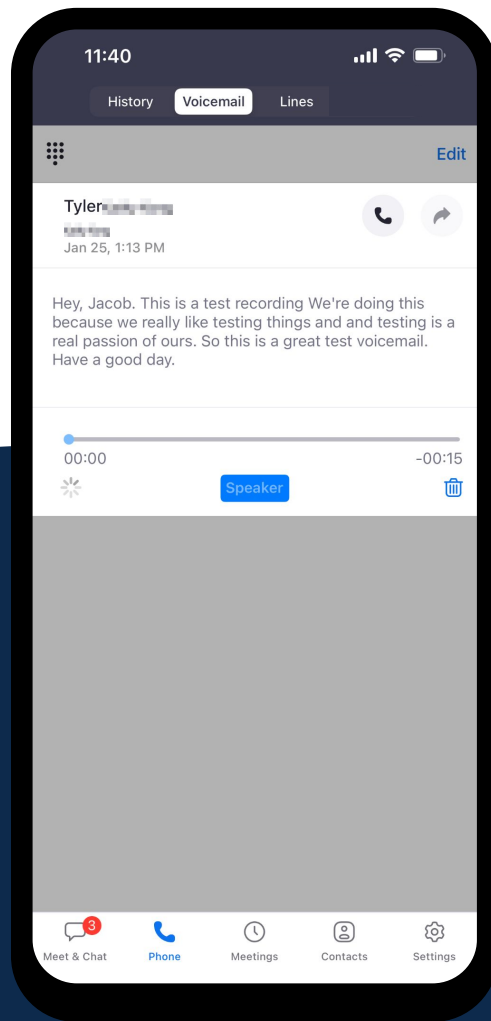 11:40
History Voicemail Lines
Edit
Tyler
Jan 25, 1:13 PM
Hey, Jacob. This is a test recording We're doing this
because we really like testing things and and testing is a
real passion of ours. So this is a great test voicemail.
Have a good day.
00:00 -00:15
Speaker
3
Meet & Chat Phone Meetings Contacts Settings